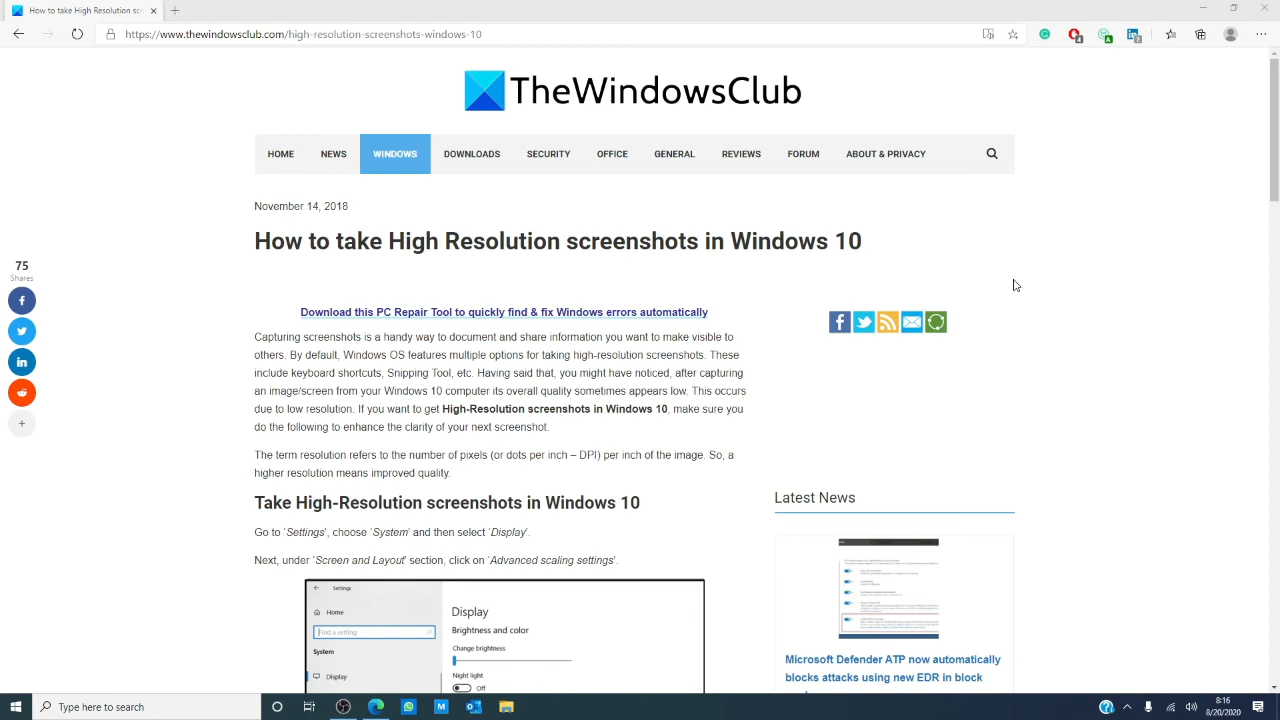 How to take High Resolution scr
https://www.thewindowsclub.com/high-resolution-screenshots-windows-10
TheWindowsClub
HOME NEWS WINDOWS DOWNLOADS SECURITY OFFICE GENERAL REVIEWS FORUM ABOUT & PRIVACY
November 14, 2018
How to take High Resolution screenshots in Windows 10
75
Shares
Download this PC Repair Tool to quickly find & fix Windows errors automatically
Capturing screenshots is a handy way to document and share information you want to make visible to
others. By default, Windows OS features multiple options for taking high-resolution screenshots. These
include keyboard shortcuts, Snipping Tool, etc. Having said that, you might have noticed, after capturing
an image/screen from your Windows 10 computer its overall quality sometimes appears low. This occurs
due to low resolution. If you want to get High-Resolution screenshots in Windows 10, make sure you
do the following to enhance the clarity of your next screenshot.
The term resolution refers to the number of pixels (or dots per inch – DPI) per inch of the image. So, a
higher resolution means improved quality.
Take High-Resolution screenshots in Windows 10
Go to ‘Settings’, choose ‘System’ and then select ‘Display’.
Next, under ‘Screen and Layout’ section, click on ‘Advanced scaling settings’.
Settings
Home
Find a setting
System
Display
Display
Brightness and color
Change brightness
Night light
Off
Latest News
Microsoft Defender ATP now automatically
blocks attacks using new EDR in block
Type here to search
8:16
8/20/2020